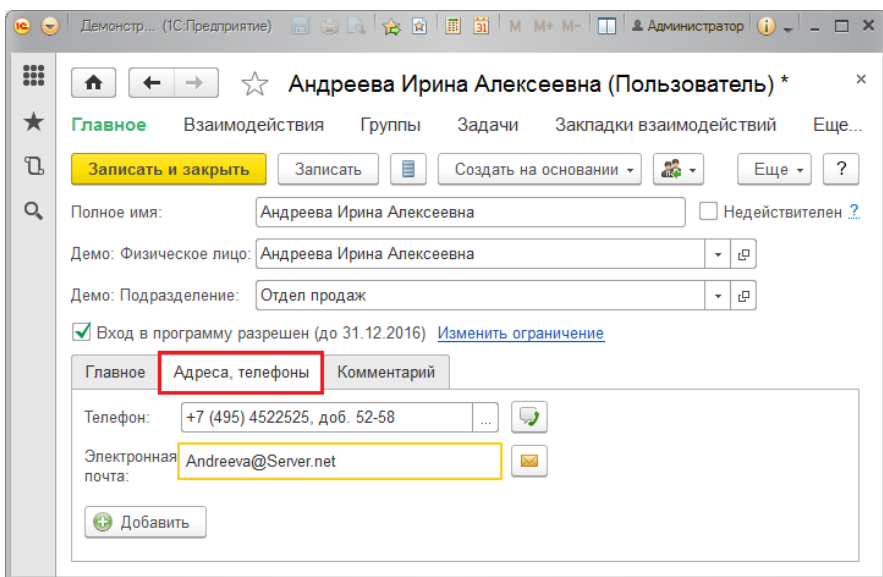 1С Демонстр... (1С:Предприятие) 31 M M+ M- Администратор i
Андреева Ирина Алексеевна (Пользователь) *
Главное Взаимодействия Группы Задачи Закладки взаимодействий Еще...
Записать и закрыть Записать Создать на основании Еще ?
Полное имя: Андреева Ирина Алексеевна Недействителен ?
Демо: Физическое лицо: Андреева Ирина Алексеевна
Демо: Подразделение: Отдел продаж
Вход в программу разрешен (до 31.12.2016) Изменить ограничение
Главное Адреса, телефоны Комментарий
Телефон: +7 (495) 4522525, доб. 52-58 ...
Электронная почта: Andreeva@Server.net
Добавить